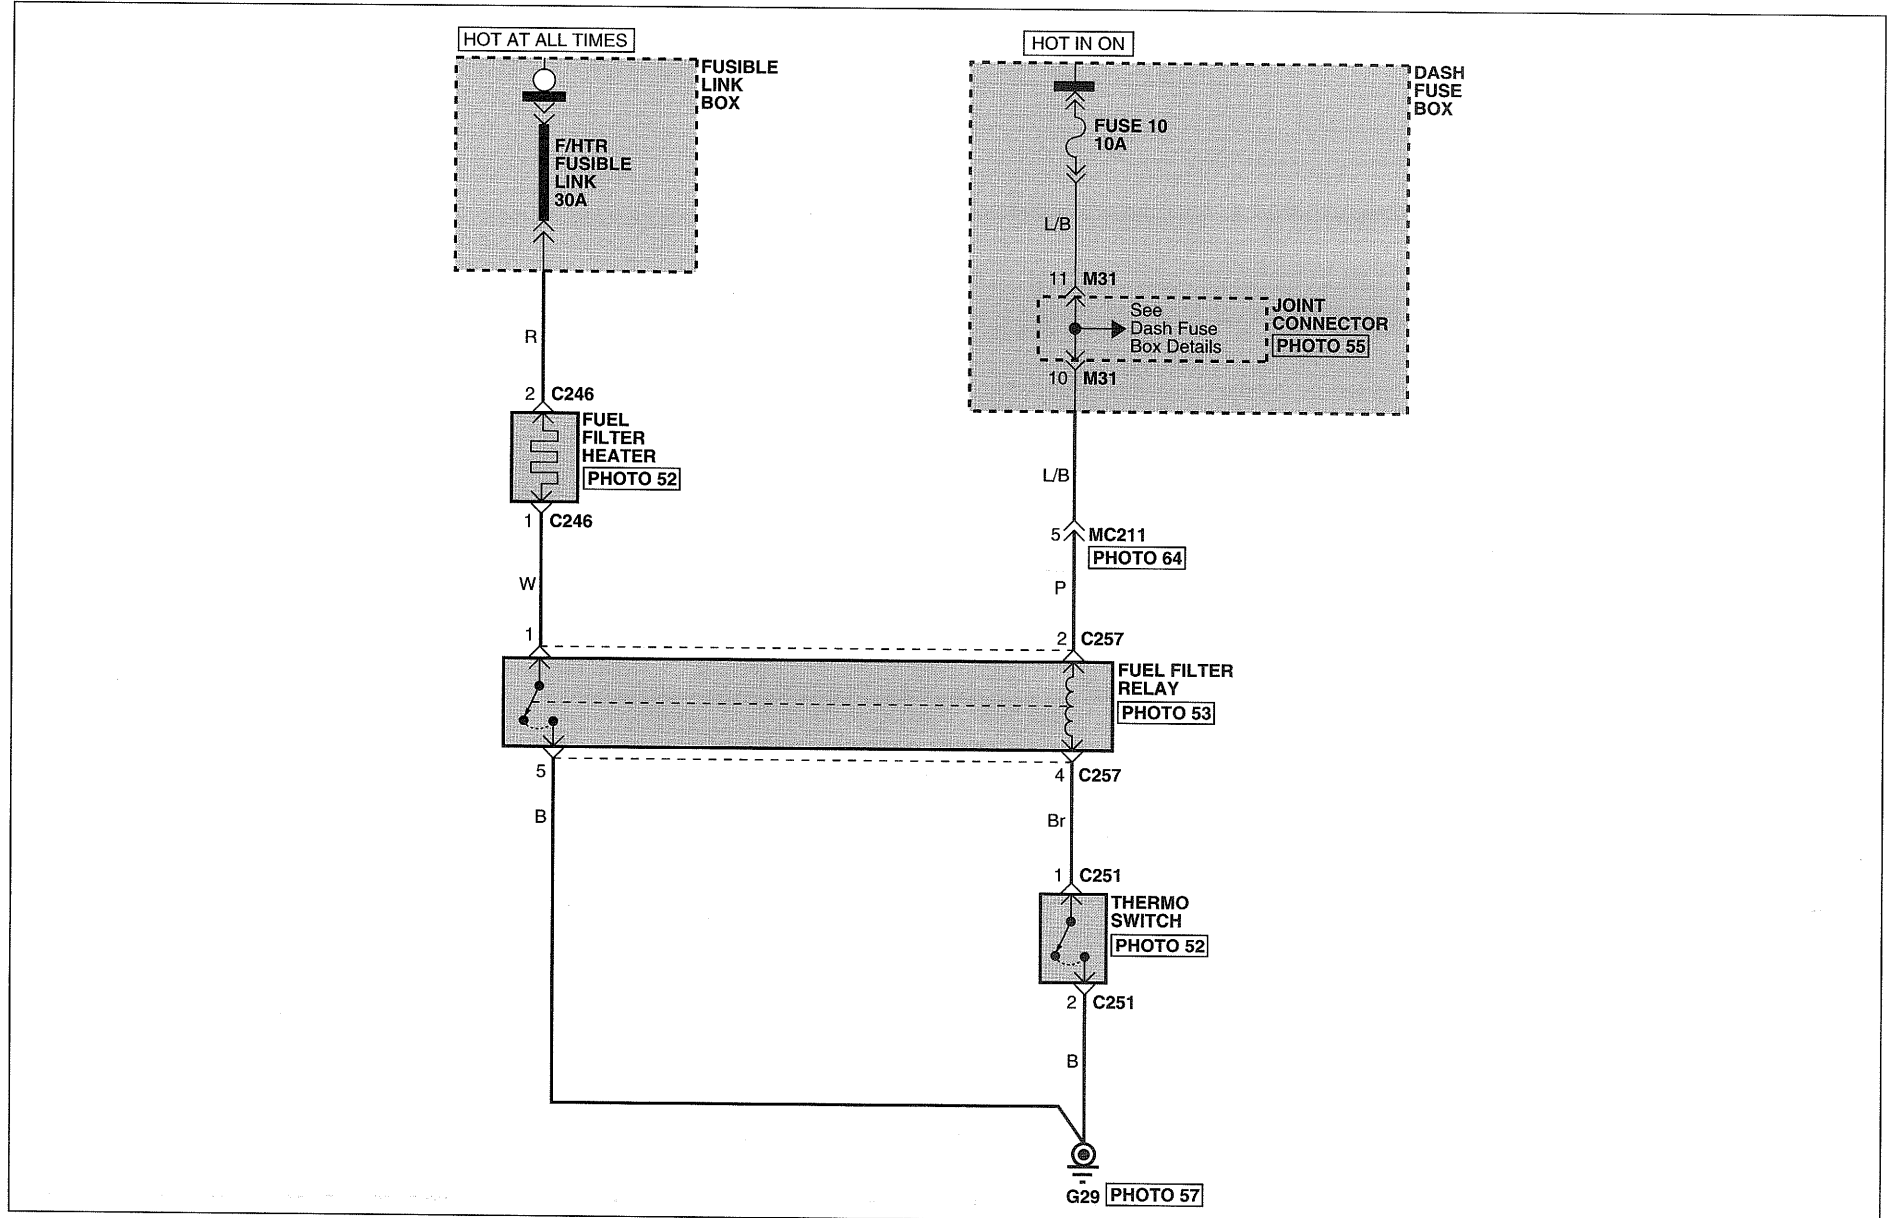 HOT AT ALL TIMES
HOT IN ON
FUSIBLE
LINK
BOX
DASH
FUSE
BOX
F/HTR
FUSIBLE
LINK
30A
FUSE 10
10A
L/B
11 M31
See
Dash Fuse
Box Details
JOINT
CONNECTOR
PHOTO 55
10 M31
R
2 C246
FUEL
FILTER
HEATER
PHOTO 52
1 C246
L/B
5 MC211
PHOTO 64
W
P
1
2 C257
FUEL FILTER
RELAY
PHOTO 53
5
4 C257
B
Br
1 C251
THERMO
SWITCH
PHOTO 52
2 C251
B
G29 PHOTO 57